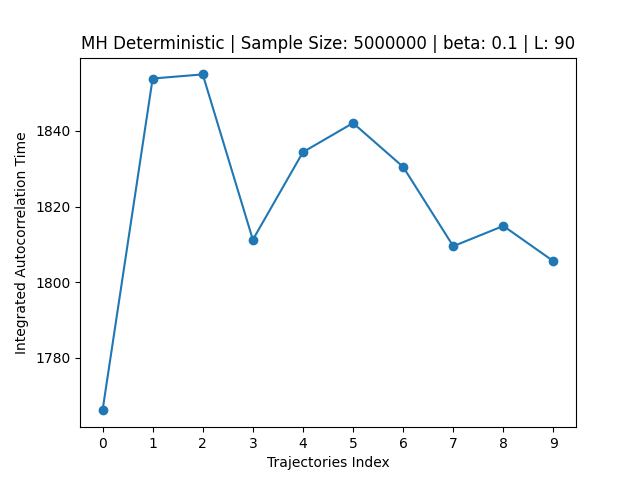 MH Deterministic | Sample Size: 5000000 | beta: 0.1 | L: 90
Integrated Autocorrelation Time
1840
1820
1800
1780
0 1 2 3 4 5 6 7 8 9
Trajectories Index